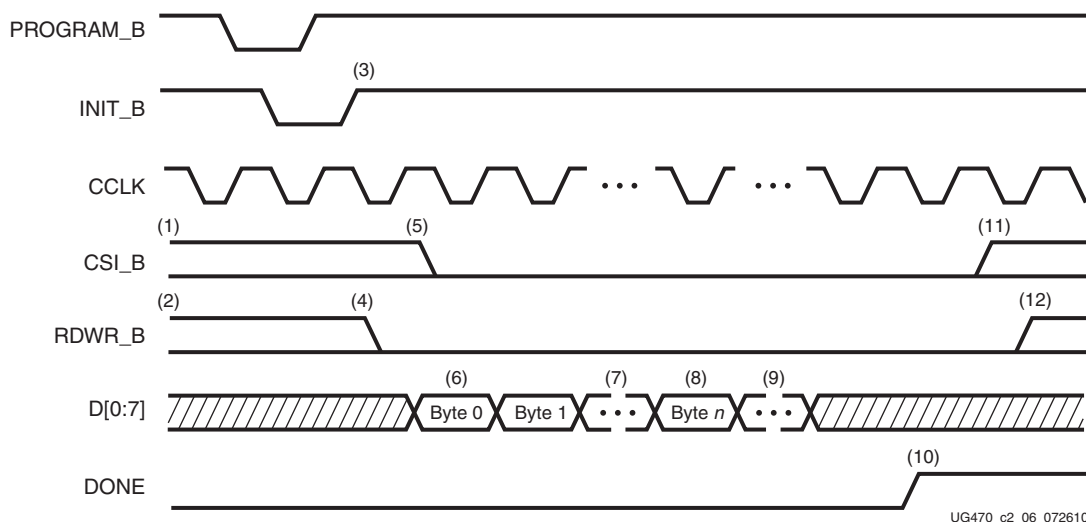 PROGRAM_B
(3)
INIT_B
CCLK
(1) (5) (11)
CSI_B
(2) (4) (12)
RDWR_B
(6) (7) (8) (9)
D[0:7] Byte 0 Byte 1 ... Byte n ...
(10)
DONE
UG470_c2_06_072610